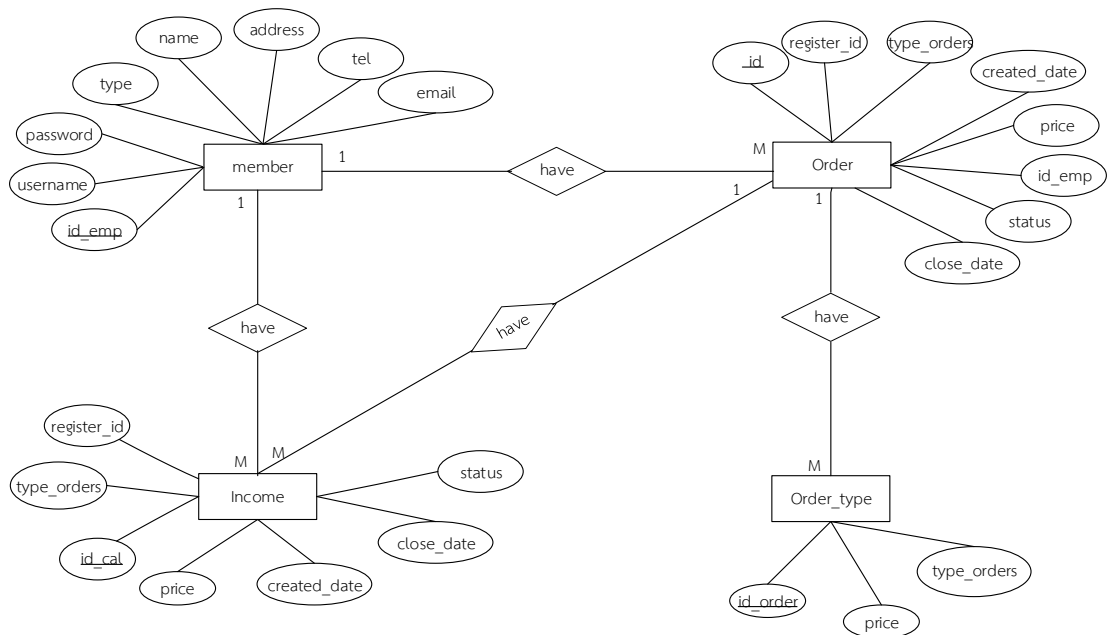 name
address
tel
type
email
password
username
id_emp
member
1
have
M
1
id
register_id
type_orders
created_date
price
id_emp
status
close_date
Order
1
1
have
have
have
register_id
type_orders
id_cal
price
created_date
close_date
status
M
M
Income
M
Order_type
id_order
price
type_orders